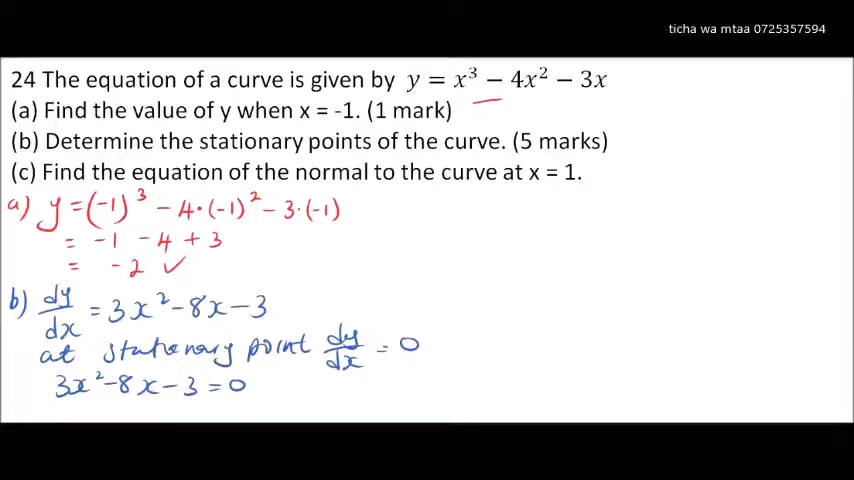 ticha wa mtaa 0725357594
24 The equation of a curve is given by y = x³ − 4x² − 3x
(a) Find the value of y when x = -1. (1 mark)
(b) Determine the stationary points of the curve. (5 marks)
(c) Find the equation of the normal to the curve at x = 1.
a) y = (-1)³ - 4·(-1)² - 3·(-1)
= -1 - 4 + 3
= -2 ✓
b) dy/dx = 3x² - 8x - 3
at stationary point dy/dx = 0
3x² - 8x - 3 = 0